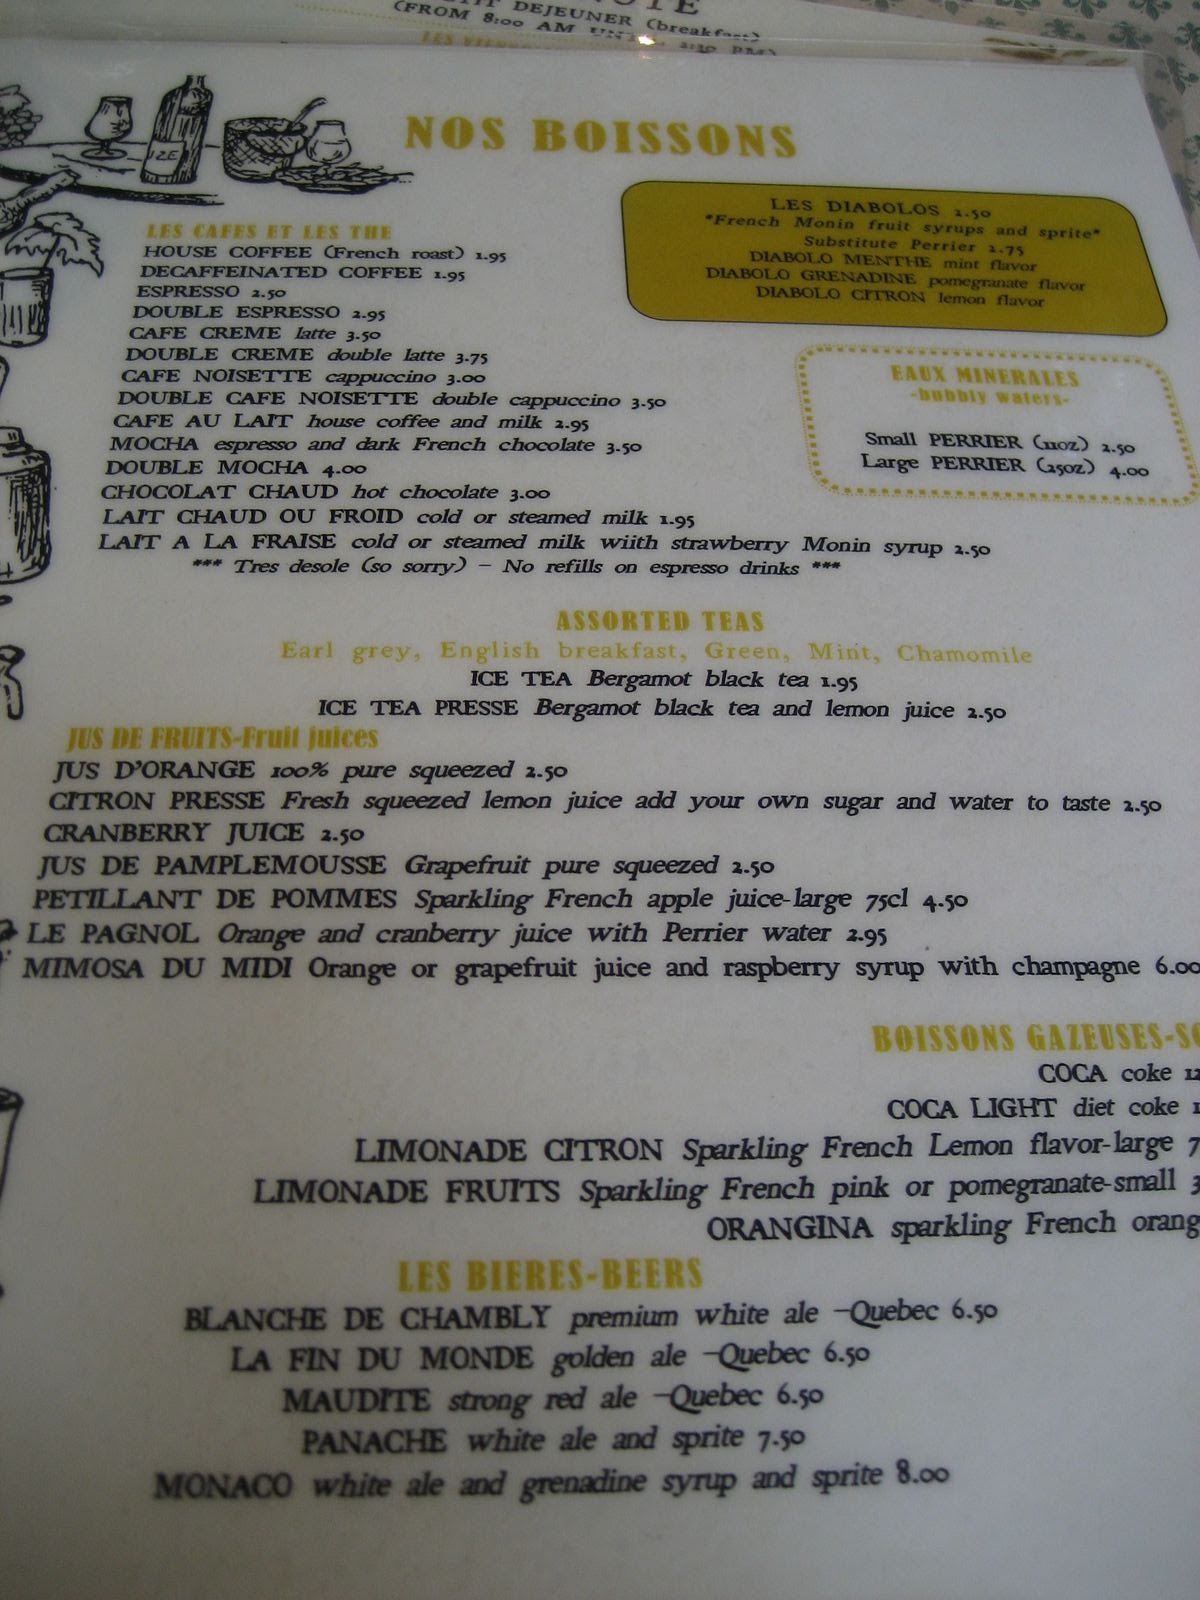 DEJEUNER (breakfast)
(FROM 8:00 AM UNTIL 2:30 PM)
NOS BOISSONS
LES DIABOLOS 2.50
*French Monin fruit syrups and sprite*
Substitute Perrier 2.75
DIABOLO MENTHE mint flavor
DIABOLO GRENADINE pomegranate flavor
DIABOLO CITRON lemon flavor
LES CAFES ET LES THE
HOUSE COFFEE (French roast) 1.95
DECAFFEINATED COFFEE 1.95
ESPRESSO 2.50
DOUBLE ESPRESSO 2.95
CAFE CREME latte 3.50
DOUBLE CREME double latte 3.75
CAFE NOISETTE cappuccino 3.00
DOUBLE CAFE NOISETTE double cappuccino 3.50
CAFE AU LAIT house coffee and milk 2.95
MOCHA espresso and dark French chocolate 3.50
DOUBLE MOCHA 4.00
CHOCOLAT CHAUD hot chocolate 3.00
LAIT CHAUD OU FROID cold or steamed milk 1.95
LAIT A LA FRAISE cold or steamed milk wiith strawberry Monin syrup 2.50
*** Tres desole (so sorry) – No refills on espresso drinks ***
EAUX MINERALES
-bubbly waters-
Small PERRIER (11oz) 2.50
Large PERRIER (25oz) 4.00
ASSORTED TEAS
Earl grey, English breakfast, Green, Mint, Chamomile
ICE TEA Bergamot black tea 1.95
ICE TEA PRESSE Bergamot black tea and lemon juice 2.50
JUS DE FRUITS-Fruit juices
JUS D'ORANGE 100% pure squeezed 2.50
CITRON PRESSE Fresh squeezed lemon juice add your own sugar and water to taste 2.50
CRANBERRY JUICE 2.50
JUS DE PAMPLEMOUSSE Grapefruit pure squeezed 2.50
PETILLANT DE POMMES Sparkling French apple juice-large 75cl 4.50
LE PAGNOL Orange and cranberry juice with Perrier water 2.95
MIMOSA DU MIDI Orange or grapefruit juice and raspberry syrup with champagne 6.00
BOISSONS GAZEUSES-SO
COCA coke 12
COCA LIGHT diet coke 1
LIMONADE CITRON Sparkling French Lemon flavor-large 7
LIMONADE FRUITS Sparkling French pink or pomegranate-small 3
ORANGINA sparkling French orang
LES BIERES-BEERS
BLANCHE DE CHAMBLY premium white ale –Quebec 6.50
LA FIN DU MONDE golden ale –Quebec 6.50
MAUDITE strong red ale –Quebec 6.50
PANACHE white ale and sprite 7.50
MONACO white ale and grenadine syrup and sprite 8.00